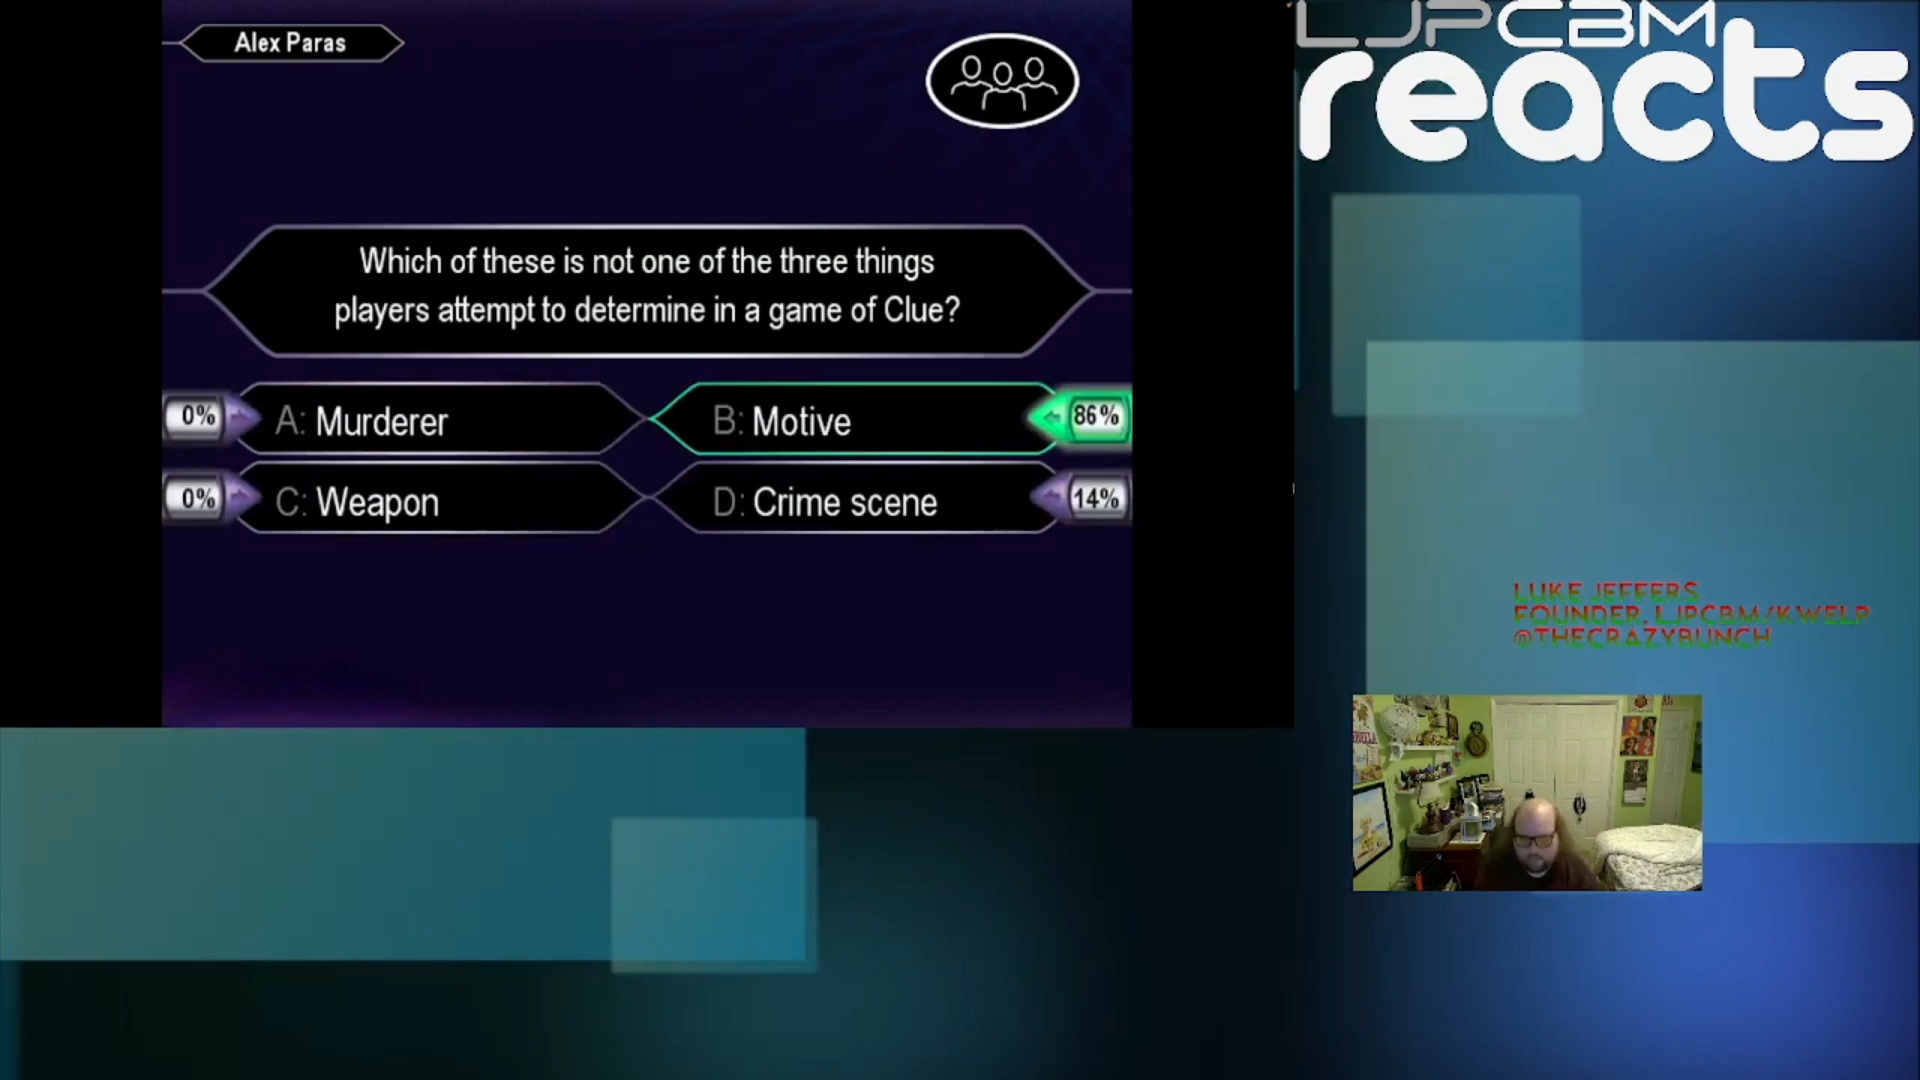 Alex Paras
LJPCBM
reacts
Which of these is not one of the three things
players attempt to determine in a game of Clue?
0% A: Murderer
B: Motive 86%
0% C: Weapon
D: Crime scene 14%
LUKE JEFFERS
FOUNDER, LJPCBM/KWELP
@THECRAZYBUNCH